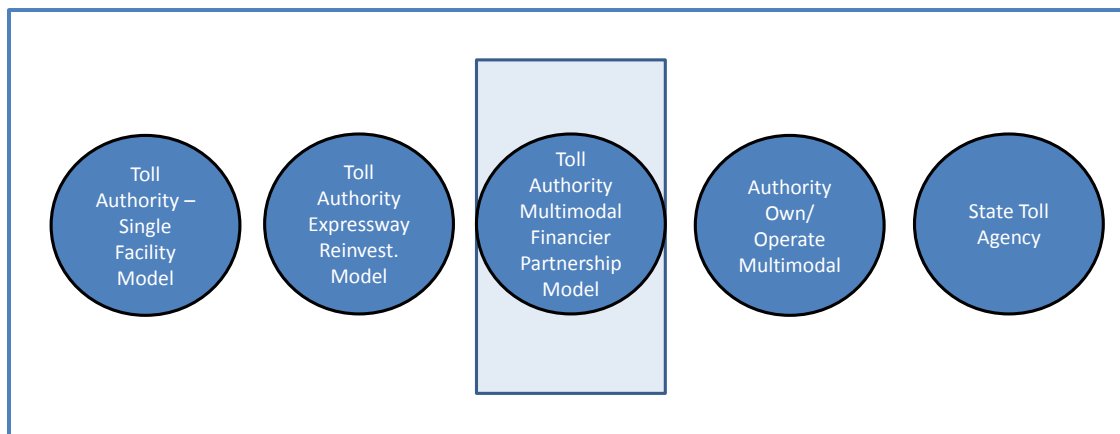 Toll
Authority –
Single
Facility
Model
Toll
Authority
Expressway
Reinvest.
Model
Toll
Authority
Multimodal
Financier
Partnership
Model
Authority
Own/
Operate
Multimodal
State Toll
Agency